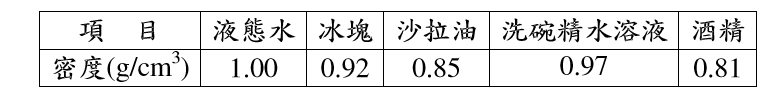 項 目 液態水 冰塊 沙拉油 洗碗精水溶液 酒精
密度(g/cm³) 1.00 0.92 0.85 0.97 0.81